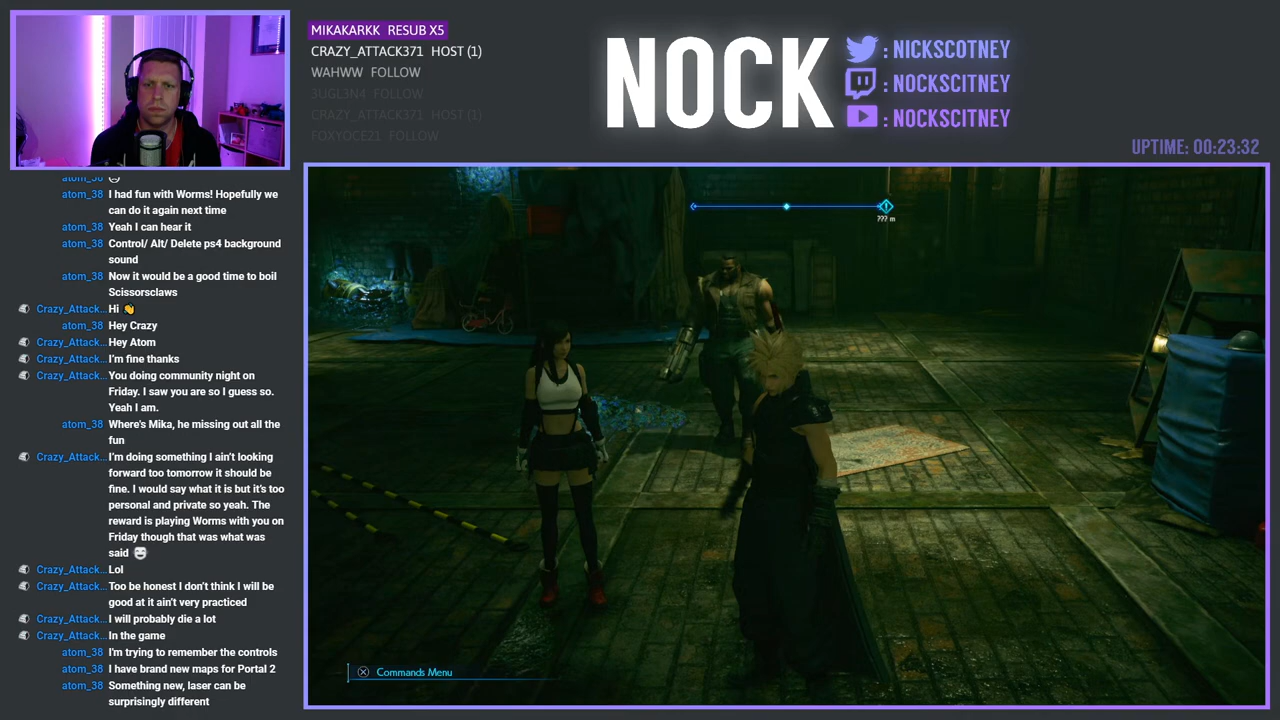 MIKAKARKK RESUB X5
CRAZY_ATTACK371 HOST (1)
WAHWW FOLLOW
3UGL3N4 FOLLOW
CRAZY_ATTACK371 HOST (1)
FOXYOCE21 FOLLOW
NOCK
: NICKSCOTNEY
: NOCKSCITNEY
: NOCKSCITNEY
UPTIME: 00:23:32
atom_38
atom_38 I had fun with Worms! Hopefully we
can do it again next time
atom_38 Yeah I can hear it
atom_38 Control/ Alt/ Delete ps4 background
sound
atom_38 Now it would be a good time to boil
Scissorsclaws
Crazy_Attack... Hi 👏
atom_38 Hey Crazy
Crazy_Attack... Hey Atom
Crazy_Attack... I'm fine thanks
Crazy_Attack... You doing community night on
Friday. I saw you are so I guess so.
Yeah I am.
atom_38 Where's Mika, he missing out all the
fun
Crazy_Attack... I'm doing something I ain't looking
forward too tomorrow it should be
fine. I would say what it is but it's too
personal and private so yeah. The
reward is playing Worms with you on
Friday though that was what was
said
Crazy_Attack... Lol
Crazy_Attack... Too be honest I don't think I will be
good at it ain't very practiced
Crazy_Attack... I will probably die a lot
Crazy_Attack... In the game
atom_38 I'm trying to remember the controls
atom_38 I have brand new maps for Portal 2
atom_38 Something new, laser can be
surprisingly different
??? m
Commands Menu